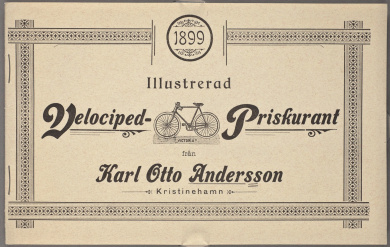 1899
Illustrerad
Velociped-Priskurant
från
Karl Otto Andersson
Kristinehamn